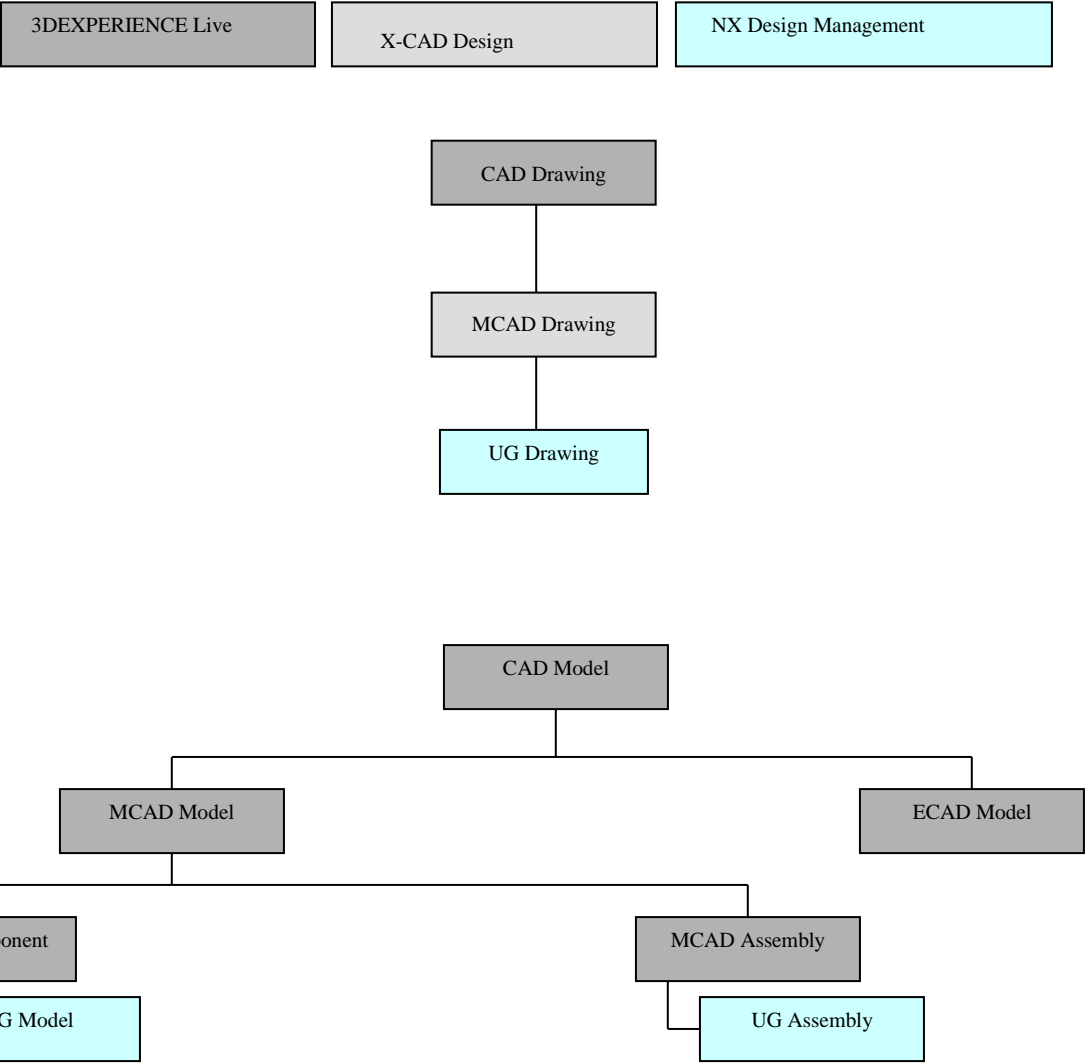 3DEXPERIENCE Live
X-CAD Design
NX Design Management
CAD Drawing
MCAD Drawing
UG Drawing
CAD Model
MCAD Model
ECAD Model
MCAD Assembly
Model
UG Assembly